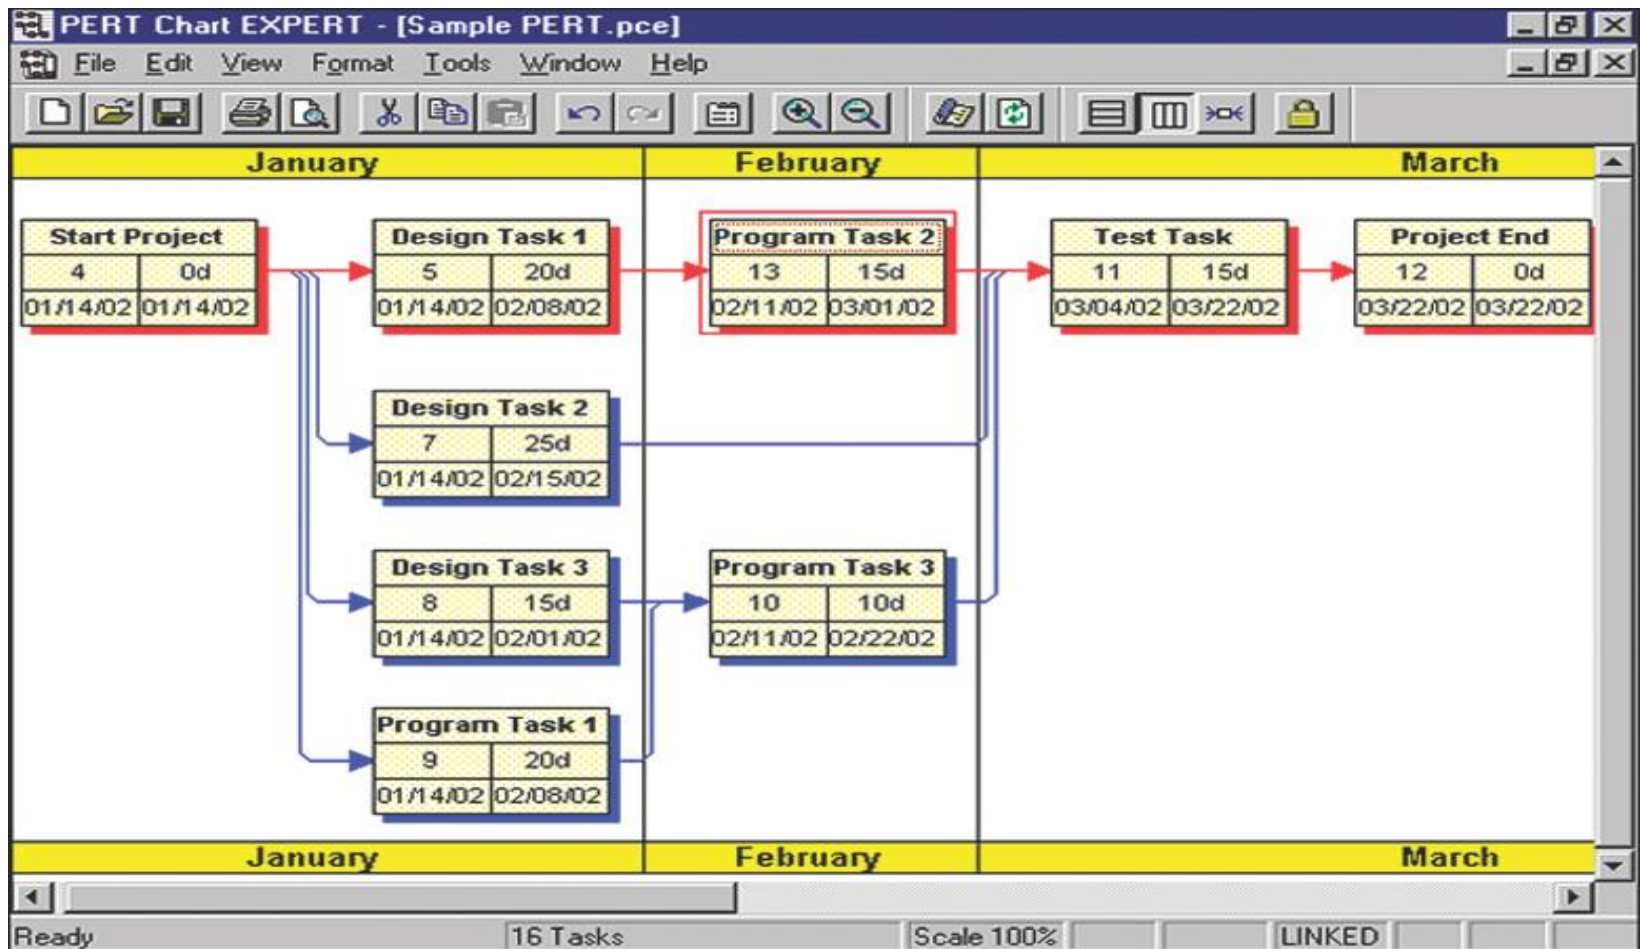 PERT Chart EXPERT - [Sample PERT.pce]
File Edit View Format Tools Window Help
January February March
Start Project
4 0d
01/14/02 01/14/02
Design Task 1
5 20d
01/14/02 02/08/02
Program Task 2
13 15d
02/11/02 03/01/02
Test Task
11 15d
03/04/02 03/22/02
Project End
12 0d
03/22/02 03/22/02
Design Task 2
7 25d
01/14/02 02/15/02
Design Task 3
8 15d
01/14/02 02/01/02
Program Task 3
10 10d
02/11/02 02/22/02
Program Task 1
9 20d
01/14/02 02/08/02
January February March
Ready 16 Tasks Scale 100% LINKED